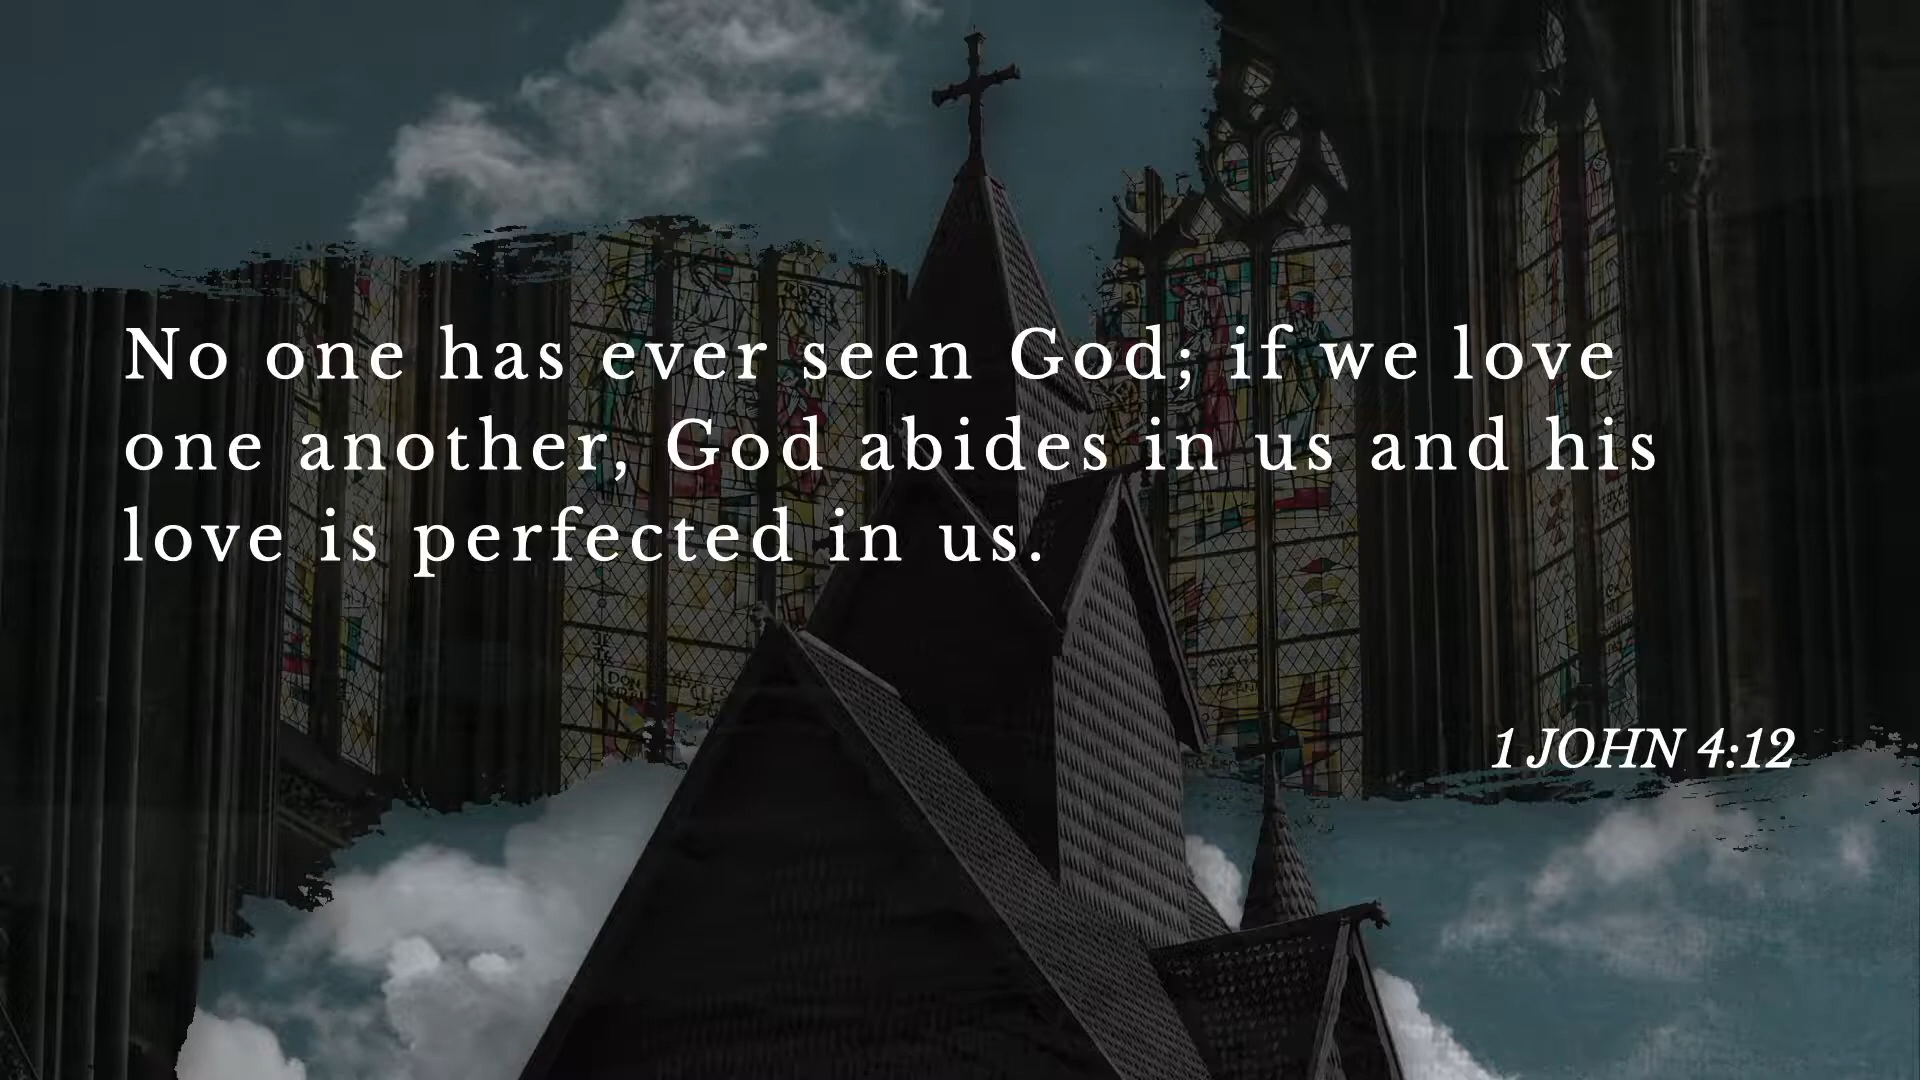 No one has ever seen God; if we love
one another, God abides in us and his
love is perfected in us.
1 JOHN 4:12